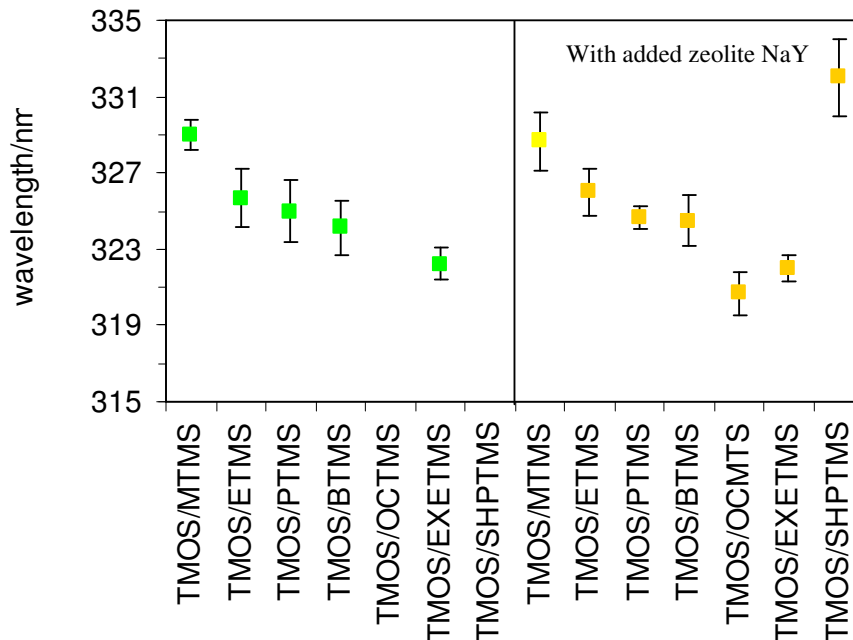 335
With added zeolite NaY
331
327
323
319
315
wavelength/nm
TMOS/MTMS
TMOS/ETMS
TMOS/PTMS
TMOS/BTMS
TMOS/OCTMS
TMOS/EXETMS
TMOS/SHPTMS
TMOS/MTMS
TMOS/ETMS
TMOS/PTMS
TMOS/BTMS
TMOS/OCMTS
TMOS/EXETMS
TMOS/SHPTMS